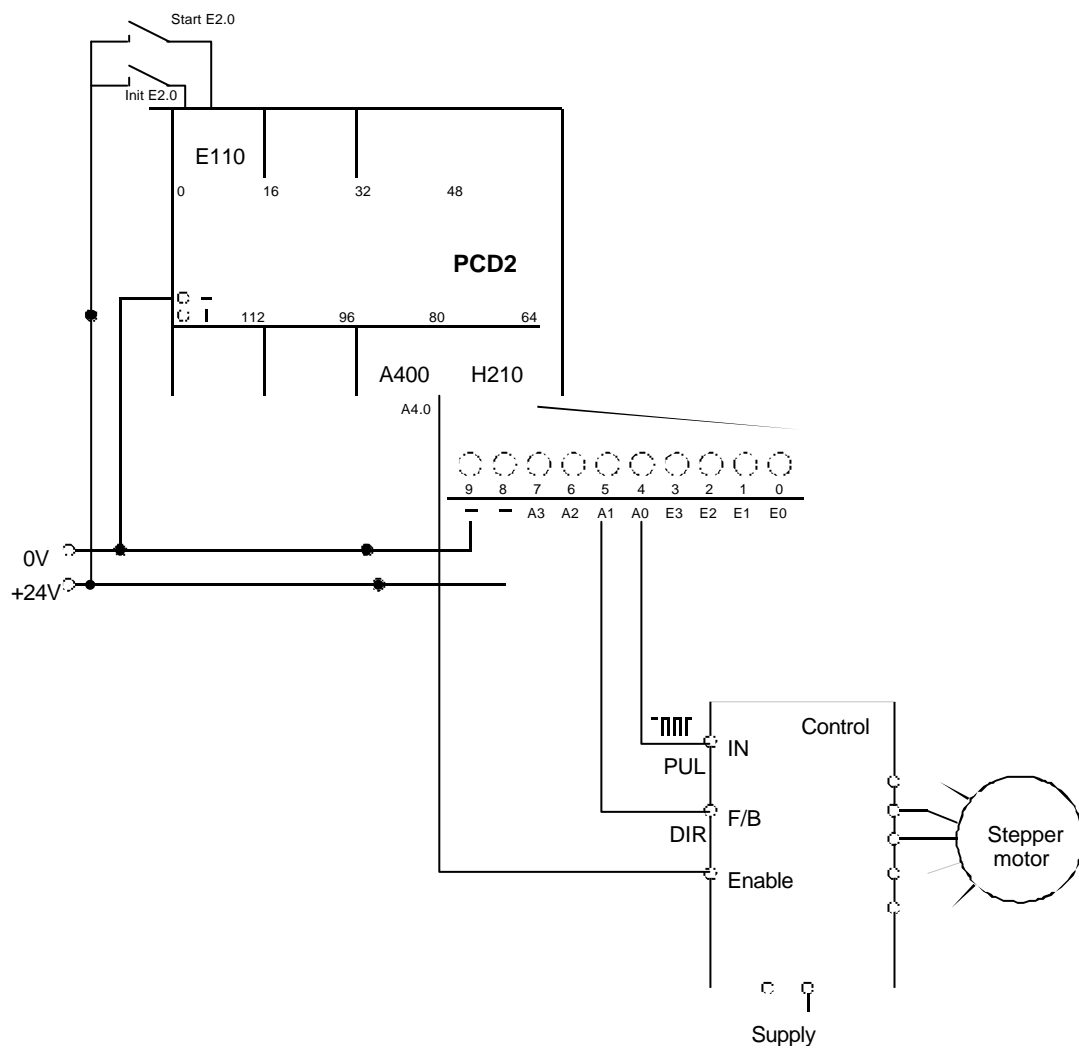 Start E2.0
Init E2.0
E110
0 16 32 48
PCD2
112 96 80 64
A400 H210
A4.0
9 8 7 6 5 4 3 2 1 0
– – A3 A2 A1 A0 E3 E2 E1 E0
0V
+24V
Control
IN
PUL
F/B
DIR
Stepper
motor
Enable
Supply